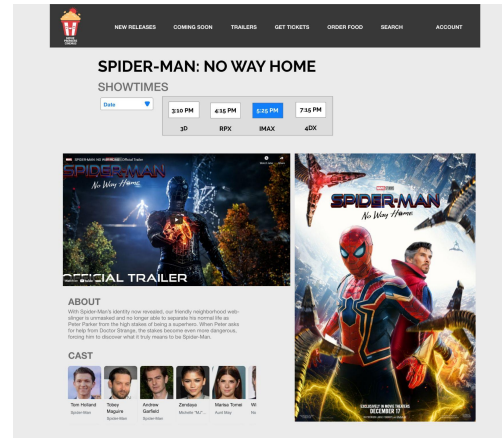 NEW RELEASES COMING SOON TRAILERS GET TICKETS ORDER FOOD SEARCH ACCOUNT
SPIDER-MAN: NO WAY HOME
SHOWTIMES
Date
3:10 PM 4:15 PM 5:25 PM 7:15 PM
3D RPX IMAX 4DX
SPIDER-MAN
No Way Home
OFFICIAL TRAILER
SPIDER-MAN
No Way Home
EXCLUSIVELY IN MOVIE THEATERS
DECEMBER 17
ABOUT
With Spider-Man's identity now revealed, our friendly neighborhood web-
slinger is unmasked and no longer able to separate his normal life as
Peter Parker from the high stakes of being a superhero. When Peter asks
for help from Doctor Strange, the stakes become even more dangerous,
forcing him to discover what it truly means to be Spider-Man.
CAST
Tom Holland
Spider-Man
Tobey
Maguire
Spider-Man
Andrew
Garfield
Spider-Man
Zendaya
Marisa Tomei
Aunt May